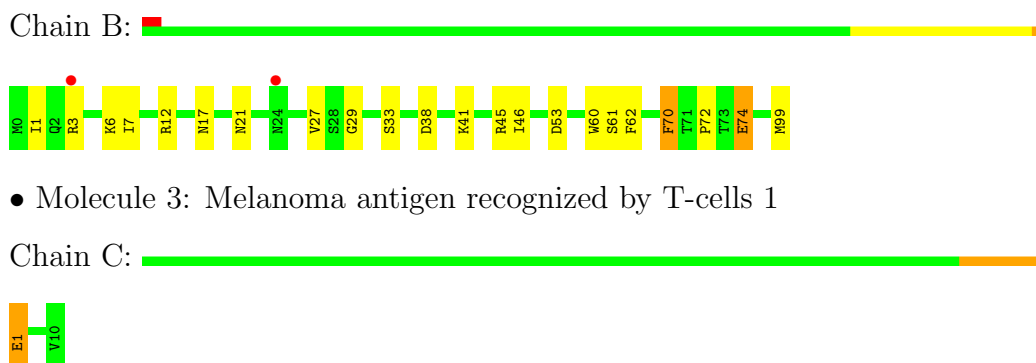 Chain B:
M0 I1 Q2 R3 K6 I7 R12 N17 N21 N24 V27 S28 G29 S33 D38 K41 R45 I46 D53 W60 S61 F62 F70 T71 P72 T73 E74 M99
• Molecule 3: Melanoma antigen recognized by T-cells 1
Chain C:
E1 V10